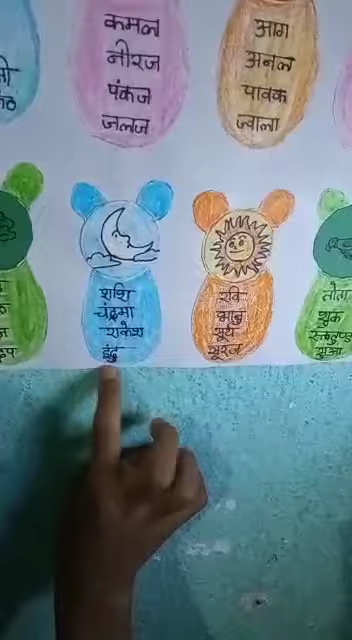 कमल
नीरज
पंकज
जलज
आग
अनल
पावक
ज्वाला
शशि
चंद्रमा
राकेश
इंदु
रवि
भानु
सूर्य
सूरज
तोता
शुक
सुआ